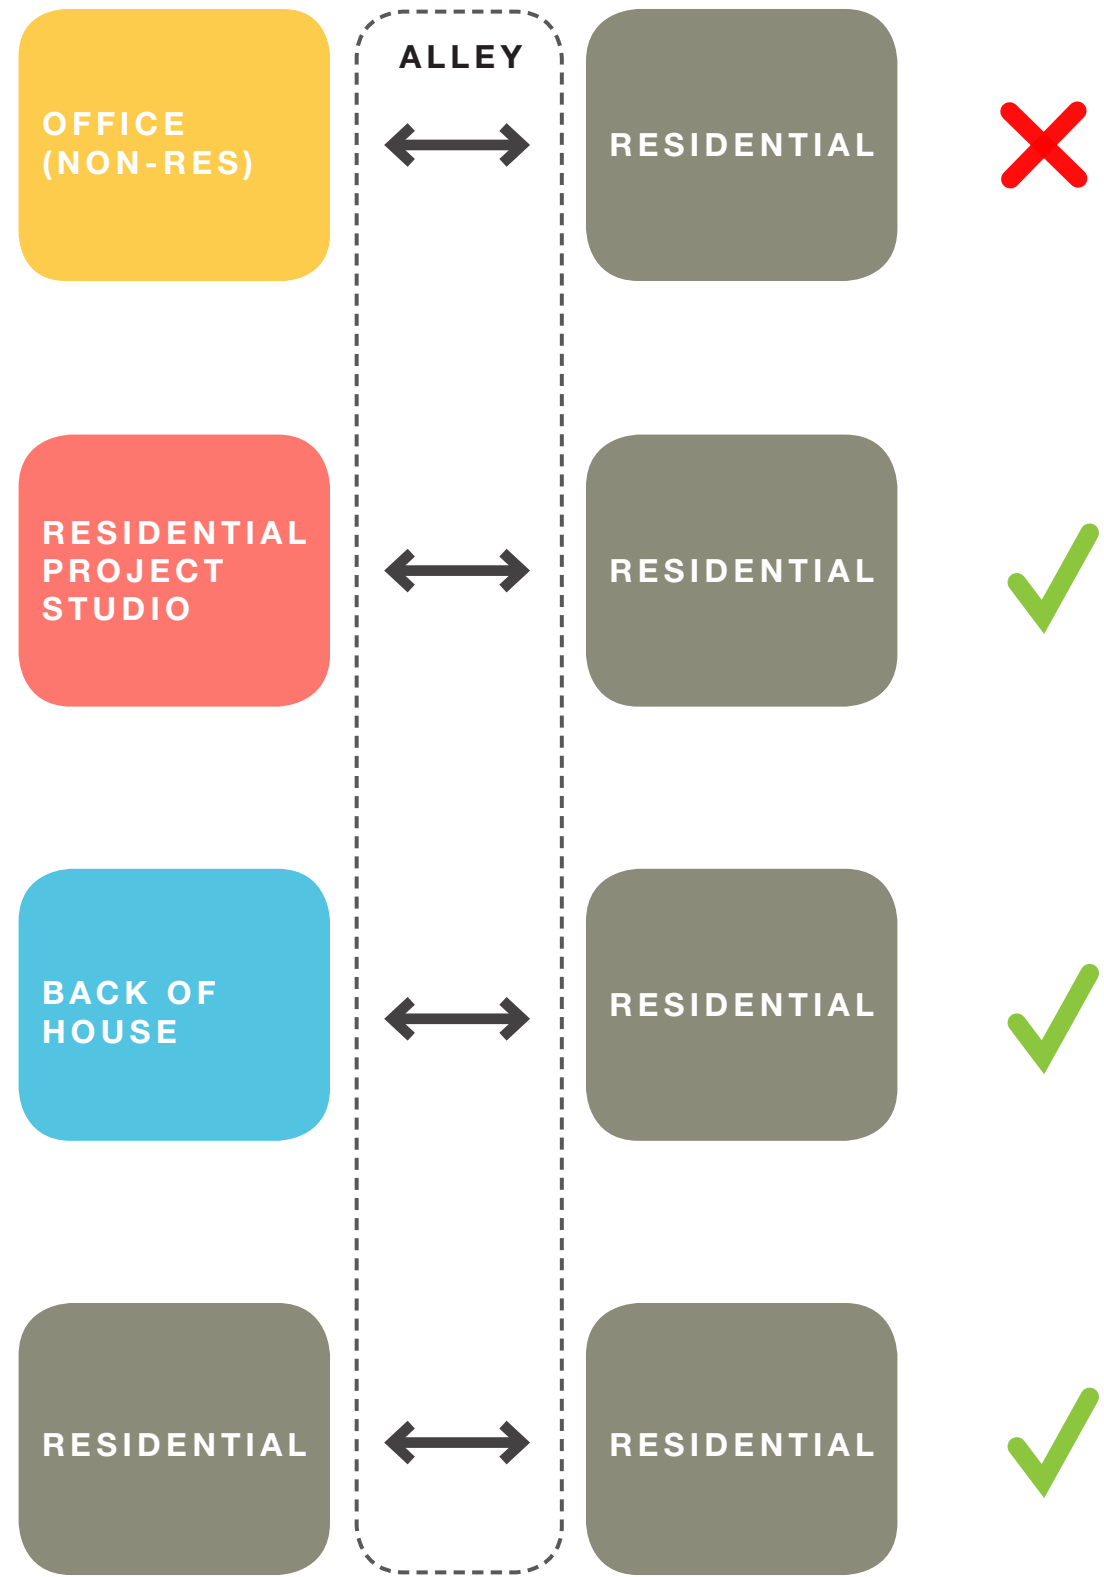 ALLEY
OFFICE
(NON-RES)
RESIDENTIAL
RESIDENTIAL
PROJECT
STUDIO
RESIDENTIAL
BACK OF
HOUSE
RESIDENTIAL
RESIDENTIAL
RESIDENTIAL